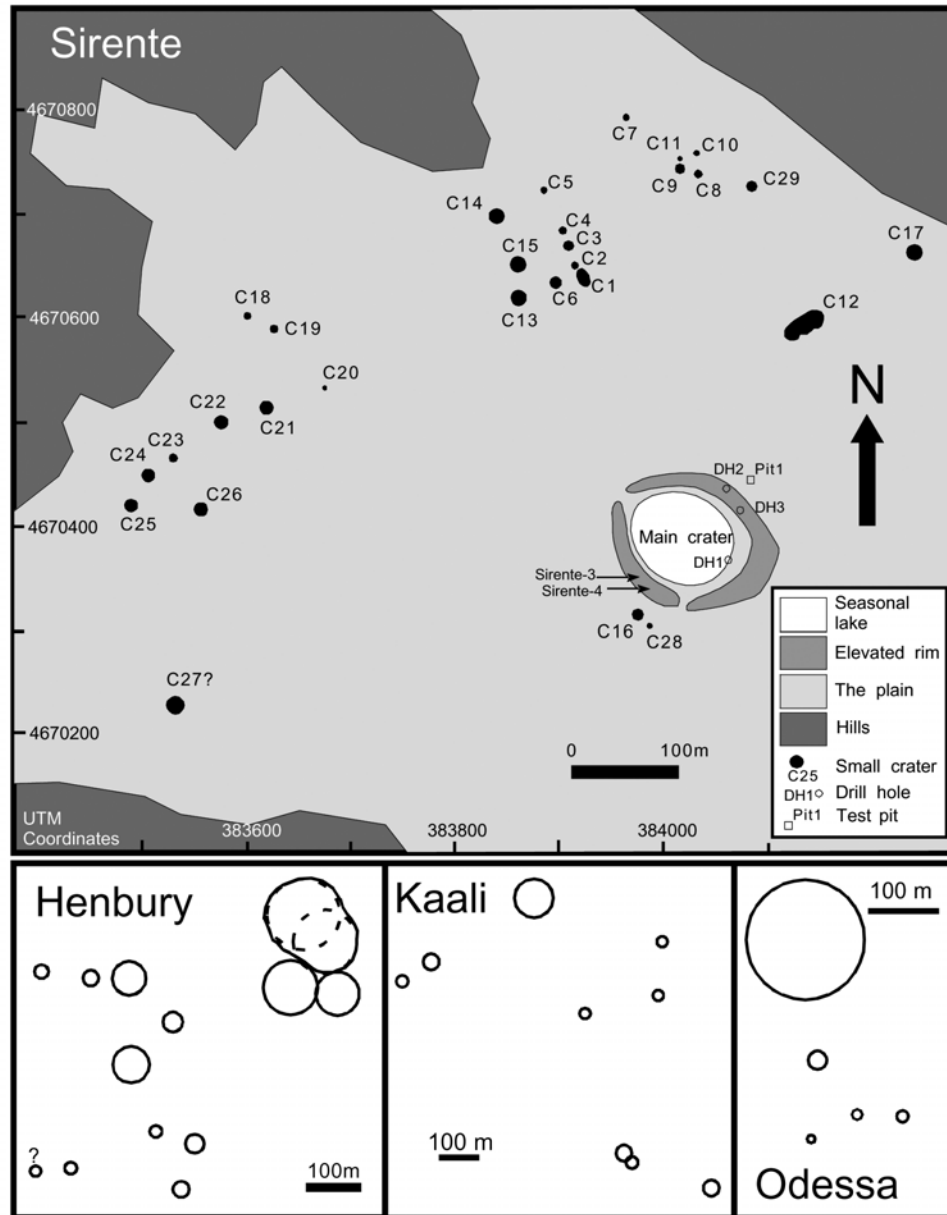 Sirente
4670800
C7
C11
C10
C9
C8
C29
C5
C14
C4
C3
C17
C15
C2
C1
C6
C13
C12
4670600
C18
C19
C20
N
C22
C21
C23
C24
C26
C25
DH2 Pit1
DH3
4670400
Main crater
DH1
Sirente-3
Sirente-4
C16
C28
C27?
4670200
0 100m
UTM
Coordinates
383600
383800
384000
Seasonal
lake
Elevated rim
The plain
Hills
C25
Small crater
DH1
Drill hole
Pit1
Test pit
Henbury
?
100m
Kaali
100 m
100 m
Odessa